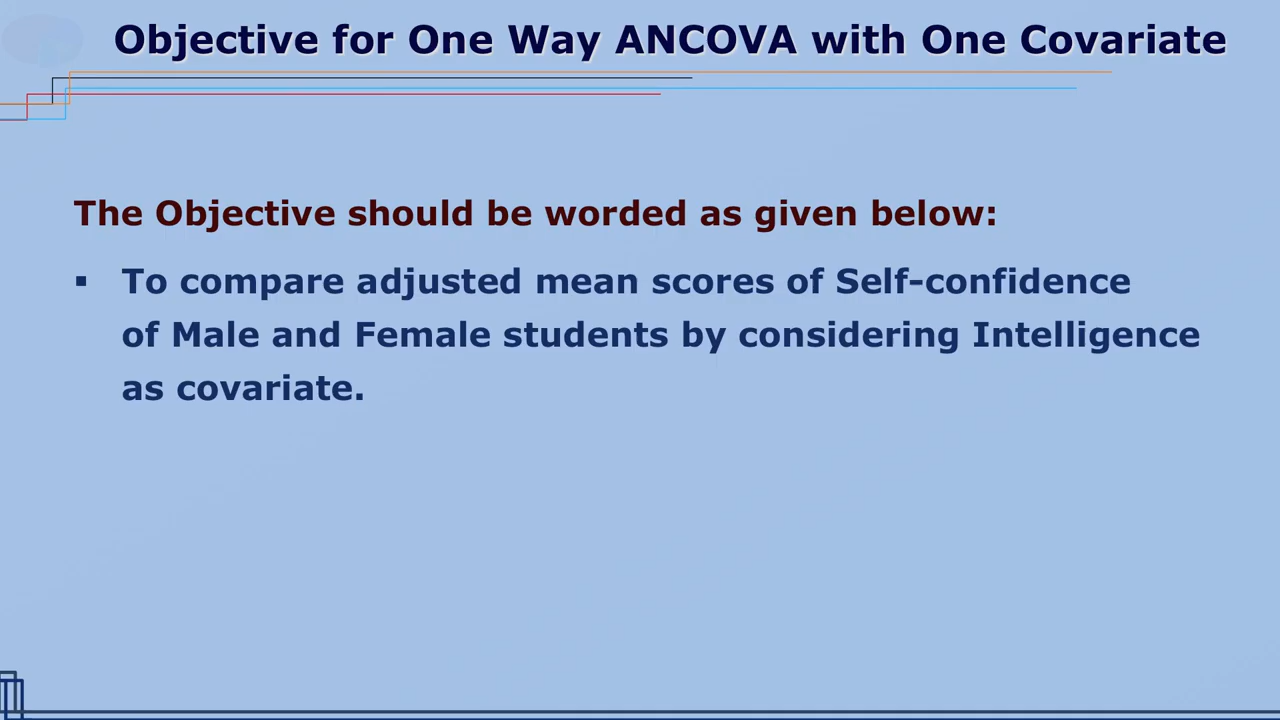 Objective for One Way ANCOVA with One Covariate
The Objective should be worded as given below:
▪ To compare adjusted mean scores of Self-confidence
of Male and Female students by considering Intelligence
as covariate.